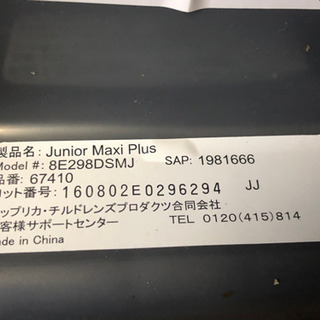 製品名: Junior Maxi Plus
Model #: 8E298DSMJ SAP: 1981666
品番: 67410
ット番号: 160802E0296294 JJ
ップリカ・チルドレンズプロダクツ合同会社
客様サポートセンター TEL 0120(415)814
ade in China